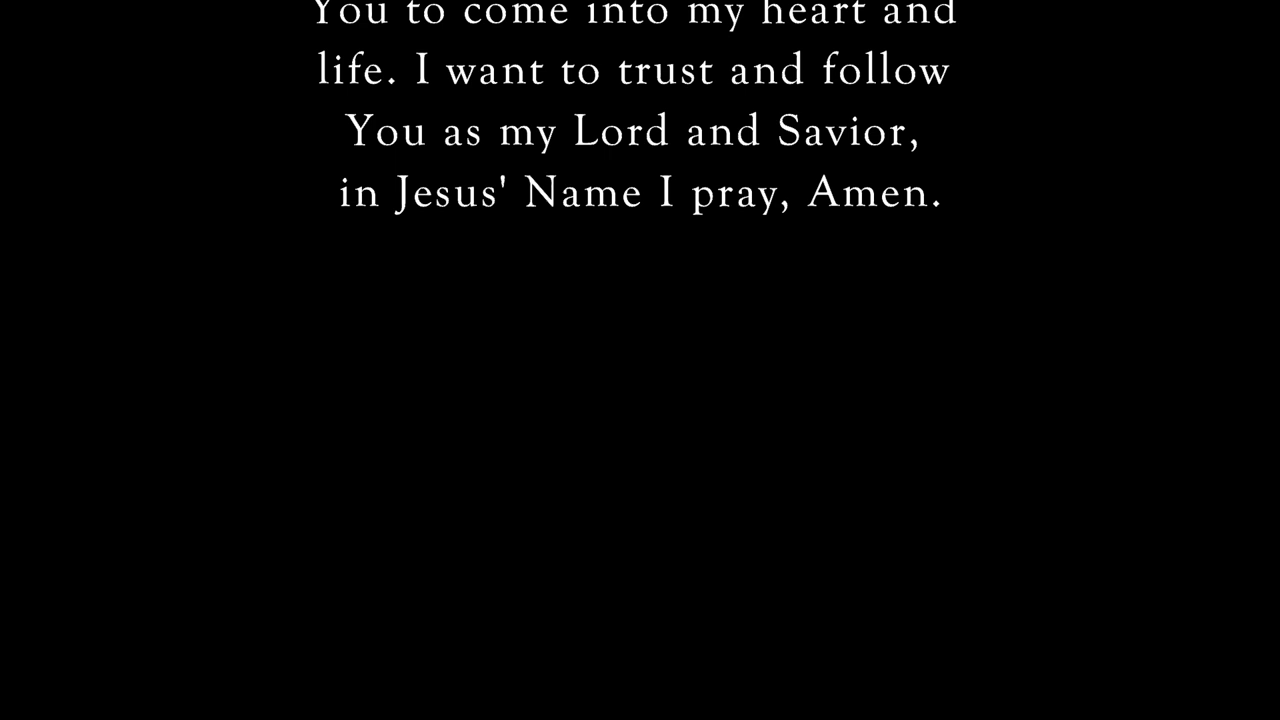 You to come into my heart and
life. I want to trust and follow
You as my Lord and Savior,
in Jesus' Name I pray, Amen.